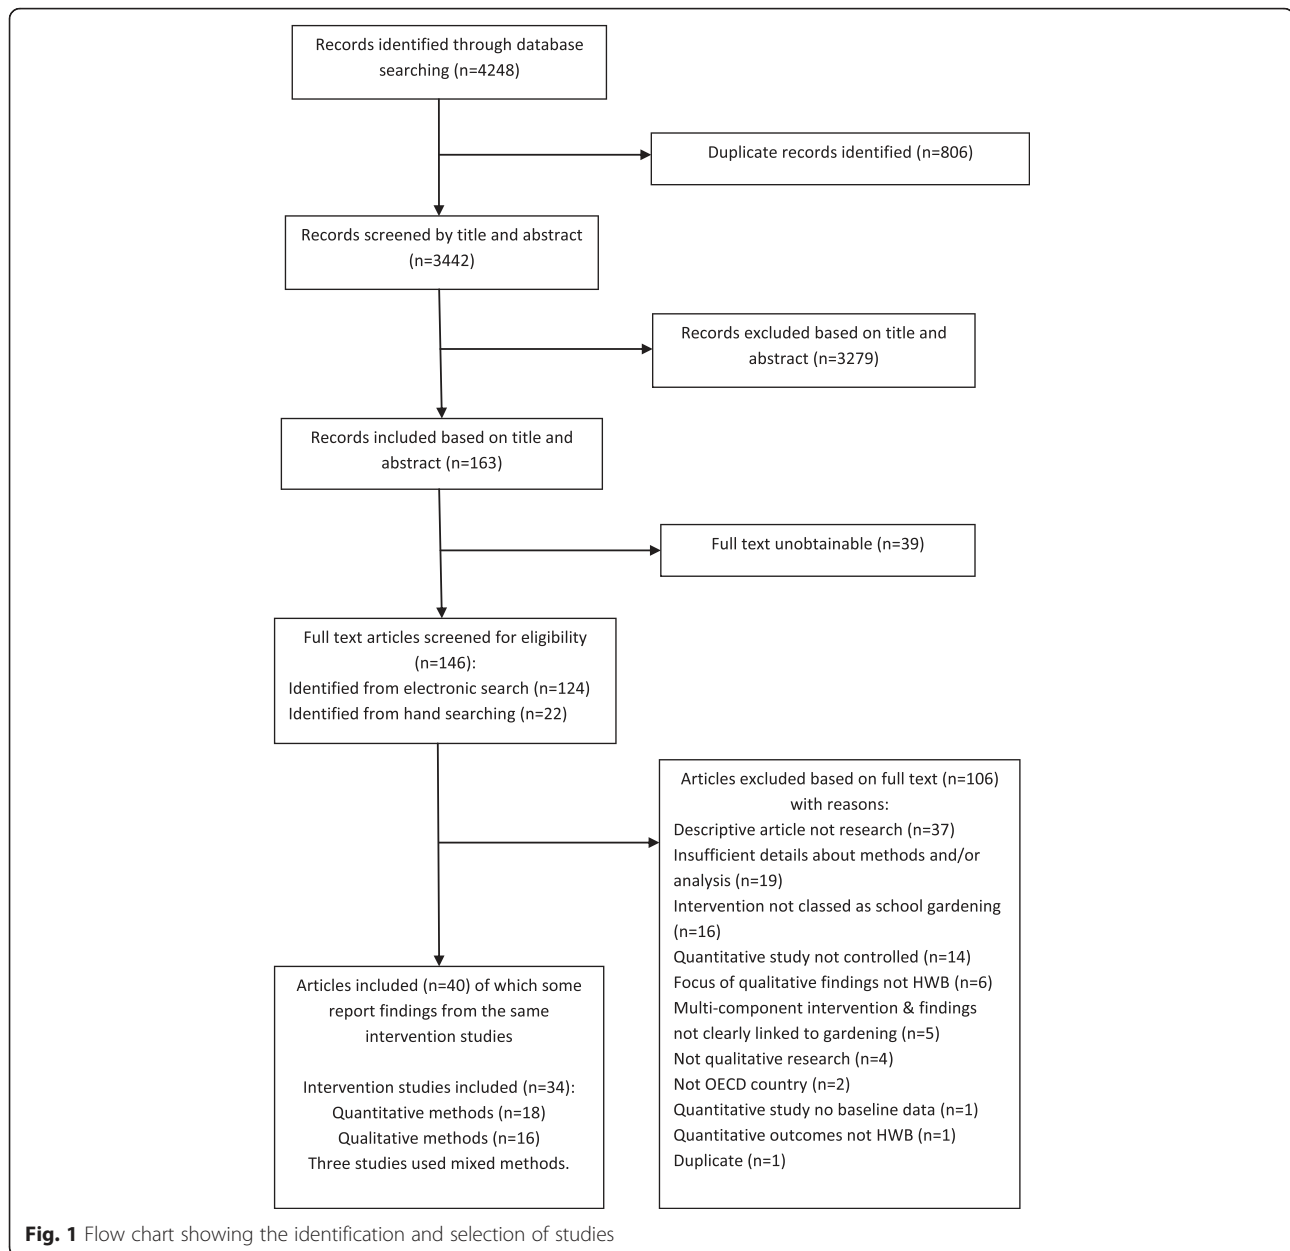 Records identified through database
searching (n=4248)
Duplicate records identified (n=806)
Records screened by title and abstract
(n=3442)
Records excluded based on title and
abstract (n=3279)
Records included based on title and
abstract (n=163)
Full text unobtainable (n=39)
Full text articles screened for eligibility
(n=146):
Identified from electronic search (n=124)
Identified from hand searching (n=22)
Articles excluded based on full text (n=106)
with reasons:
Descriptive article not research (n=37)
Insufficient details about methods and/or
analysis (n=19)
Intervention not classed as school gardening
(n=16)
Quantitative study not controlled (n=14)
Focus of qualitative findings not HWB (n=6)
Multi-component intervention & findings
not clearly linked to gardening (n=5)
Not qualitative research (n=4)
Not OECD country (n=2)
Quantitative study no baseline data (n=1)
Quantitative outcomes not HWB (n=1)
Duplicate (n=1)
Articles included (n=40) of which some
report findings from the same
intervention studies
Intervention studies included (n=34):
Quantitative methods (n=18)
Qualitative methods (n=16)
Three studies used mixed methods.
Fig. 1 Flow chart showing the identification and selection of studies